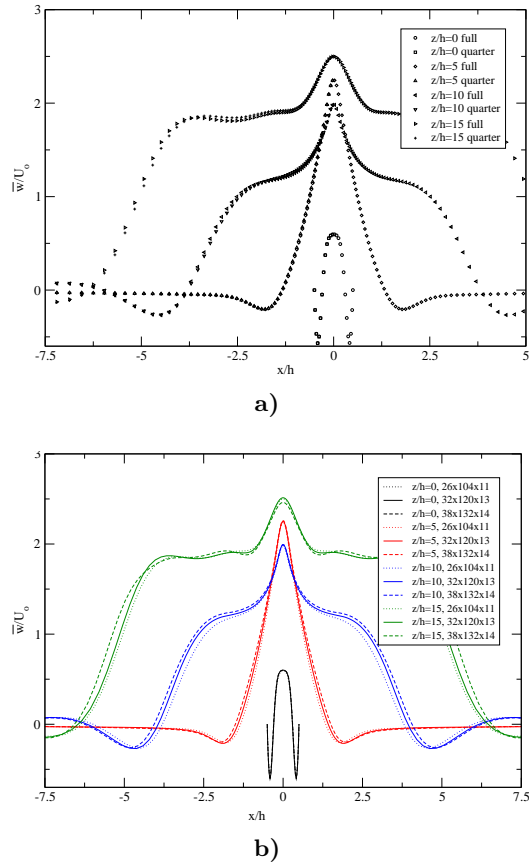 3
z/h=0 full
z/h=0 quarter
z/h=5 full
z/h=5 quarter
z/h=10 full
z/h=10 quarter
z/h=15 full
z/h=15 quarter
2
w̅/Uₒ
1
0
-7.5 -5 -2.5 0 2.5 5
x/h
a)
3
z/h=0, 26x104x11
z/h=0, 32x120x13
z/h=0, 38x132x14
z/h=5, 26x104x11
z/h=5, 32x120x13
z/h=5, 38x132x14
z/h=10, 26x104x11
z/h=10, 32x120x13
z/h=10, 38x132x14
z/h=15, 26x104x11
z/h=15, 32x120x13
z/h=15, 38x132x14
2
w̅/Uₒ
1
0
-7.5 -5 -2.5 0 2.5 5 7.5
x/h
b)